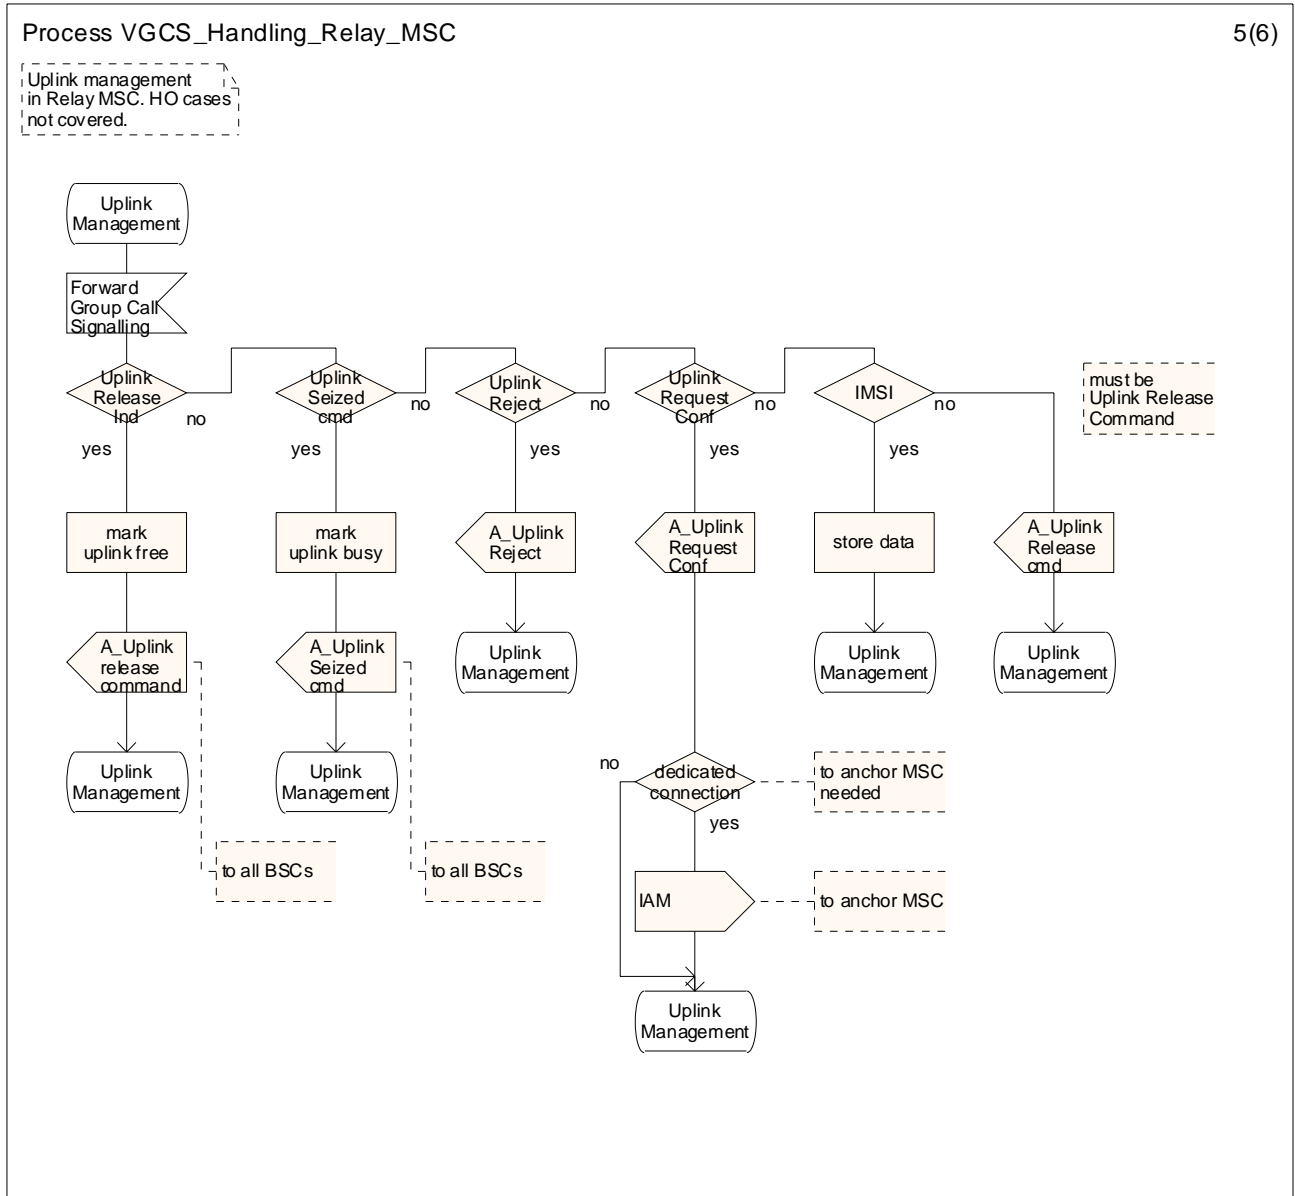 Process VGCS_Handling_Relay_MSC
5(6)
Uplink management
in Relay MSC. HO cases
not covered.
Uplink
Management
Forward
Group Call
Signalling
Uplink
Release
Ind
no
yes
Uplink
Seized
cmd
no
yes
Uplink
Reject
no
yes
Uplink
Request
Conf
no
yes
IMSI
no
yes
must be
Uplink Release
Command
mark
uplink free
mark
uplink busy
A_Uplink
Reject
A_Uplink
Request
Conf
store data
A_Uplink
Release
cmd
A_Uplink
release
command
A_Uplink
Seized
cmd
Uplink
Management
Uplink
Management
Uplink
Management
Uplink
Management
Uplink
Management
no
dedicated
connection
yes
to anchor MSC
needed
to all BSCs
to all BSCs
IAM
to anchor MSC
Uplink
Management